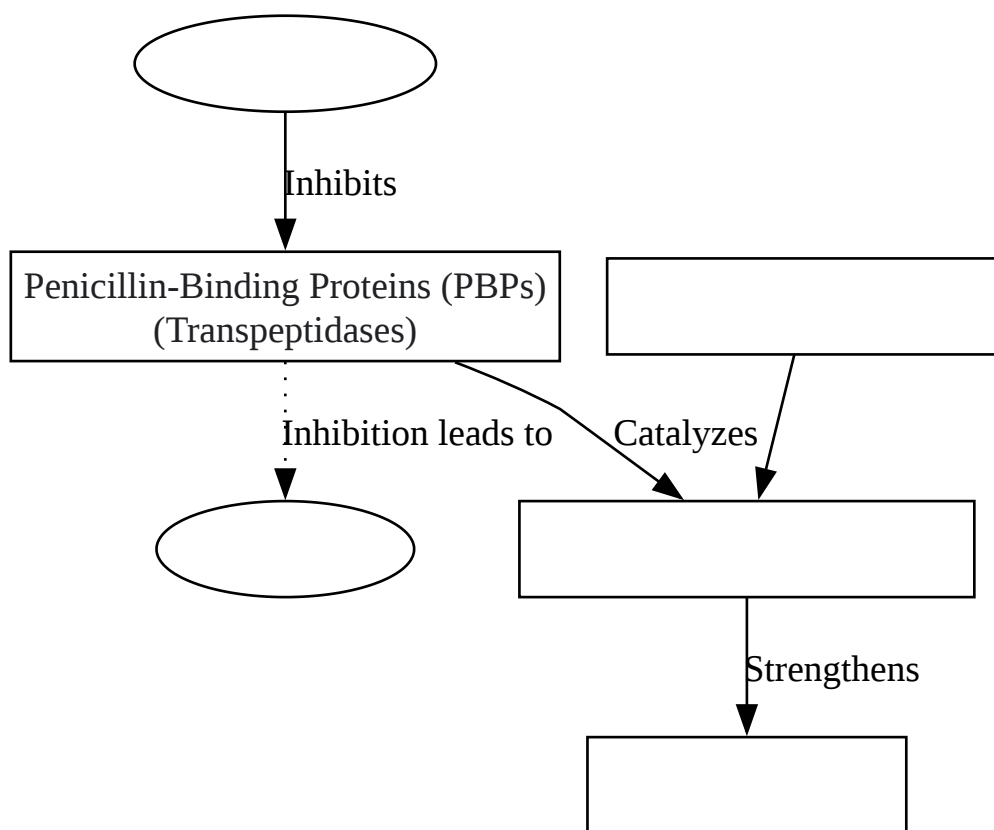 Inhibits
Penicillin-Binding Proteins (PBPs)
(Transpeptidases)
Inhibition leads to
Catalyzes
Strengthens